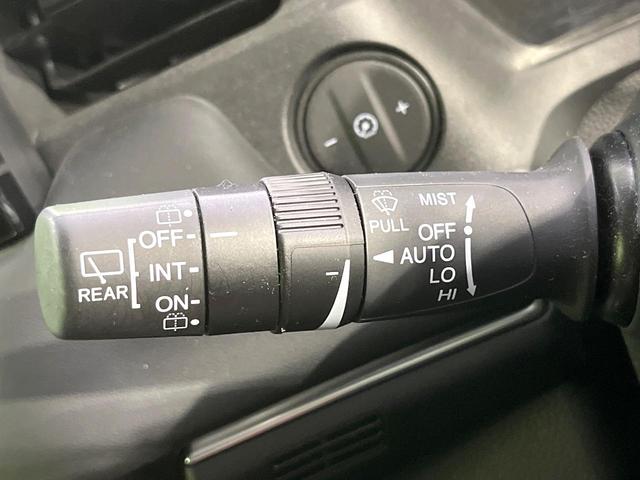 OFF
INT
ON
REAR
PULL
MIST
OFF
AUTO
LO
HI
+
-